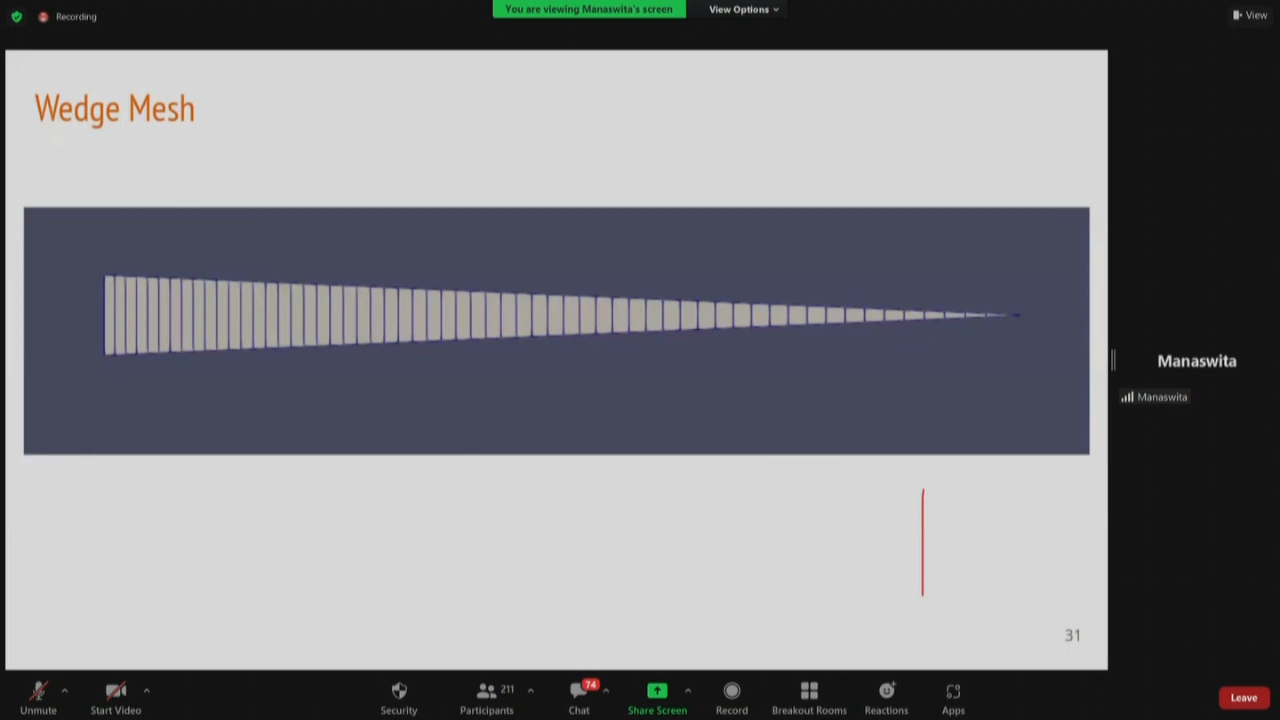 Recording
You are viewing Manaswita's screen
View Options
View
Wedge Mesh
Manaswita
Manaswita
31
Unmute
Start Video
Security
211
Participants
74
Chat
Share Screen
Record
Breakout Rooms
Reactions
Apps
Leave